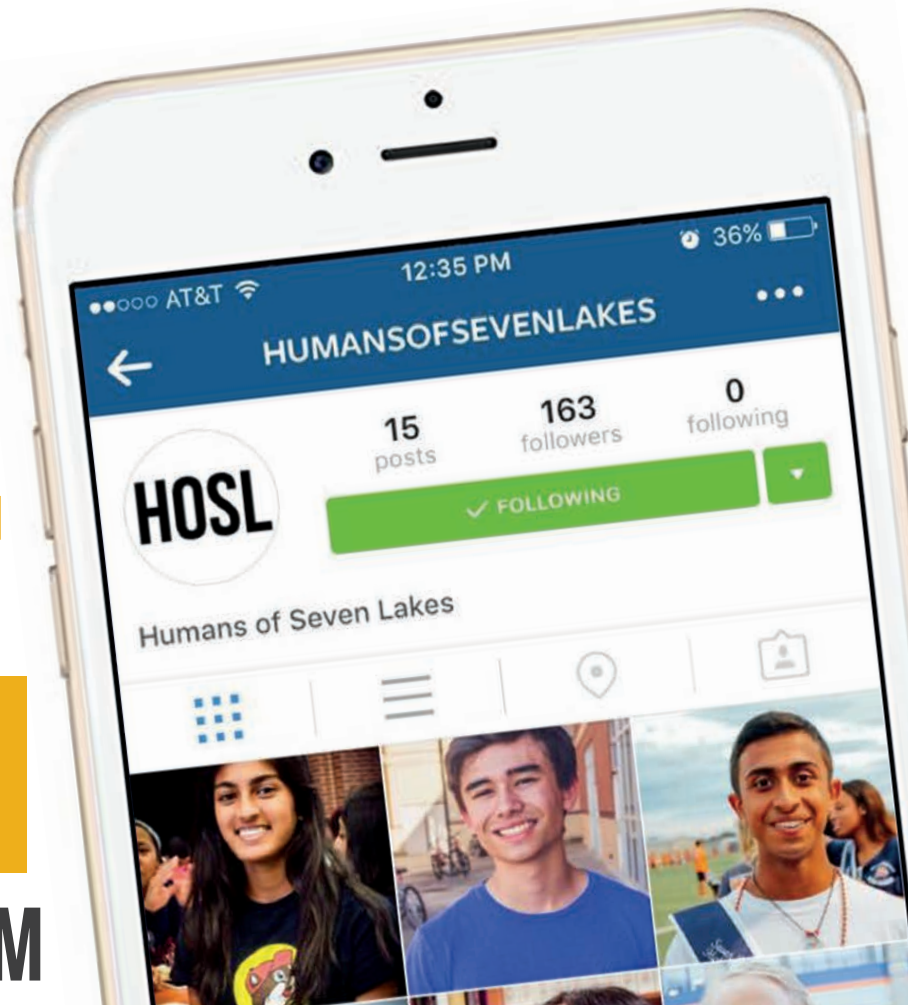 AT&T 12:35 PM 36%
HUMANSOFSEVENLAKES
15 163 0
posts followers following
HOSL
FOLLOWING
Humans of Seven Lakes
M